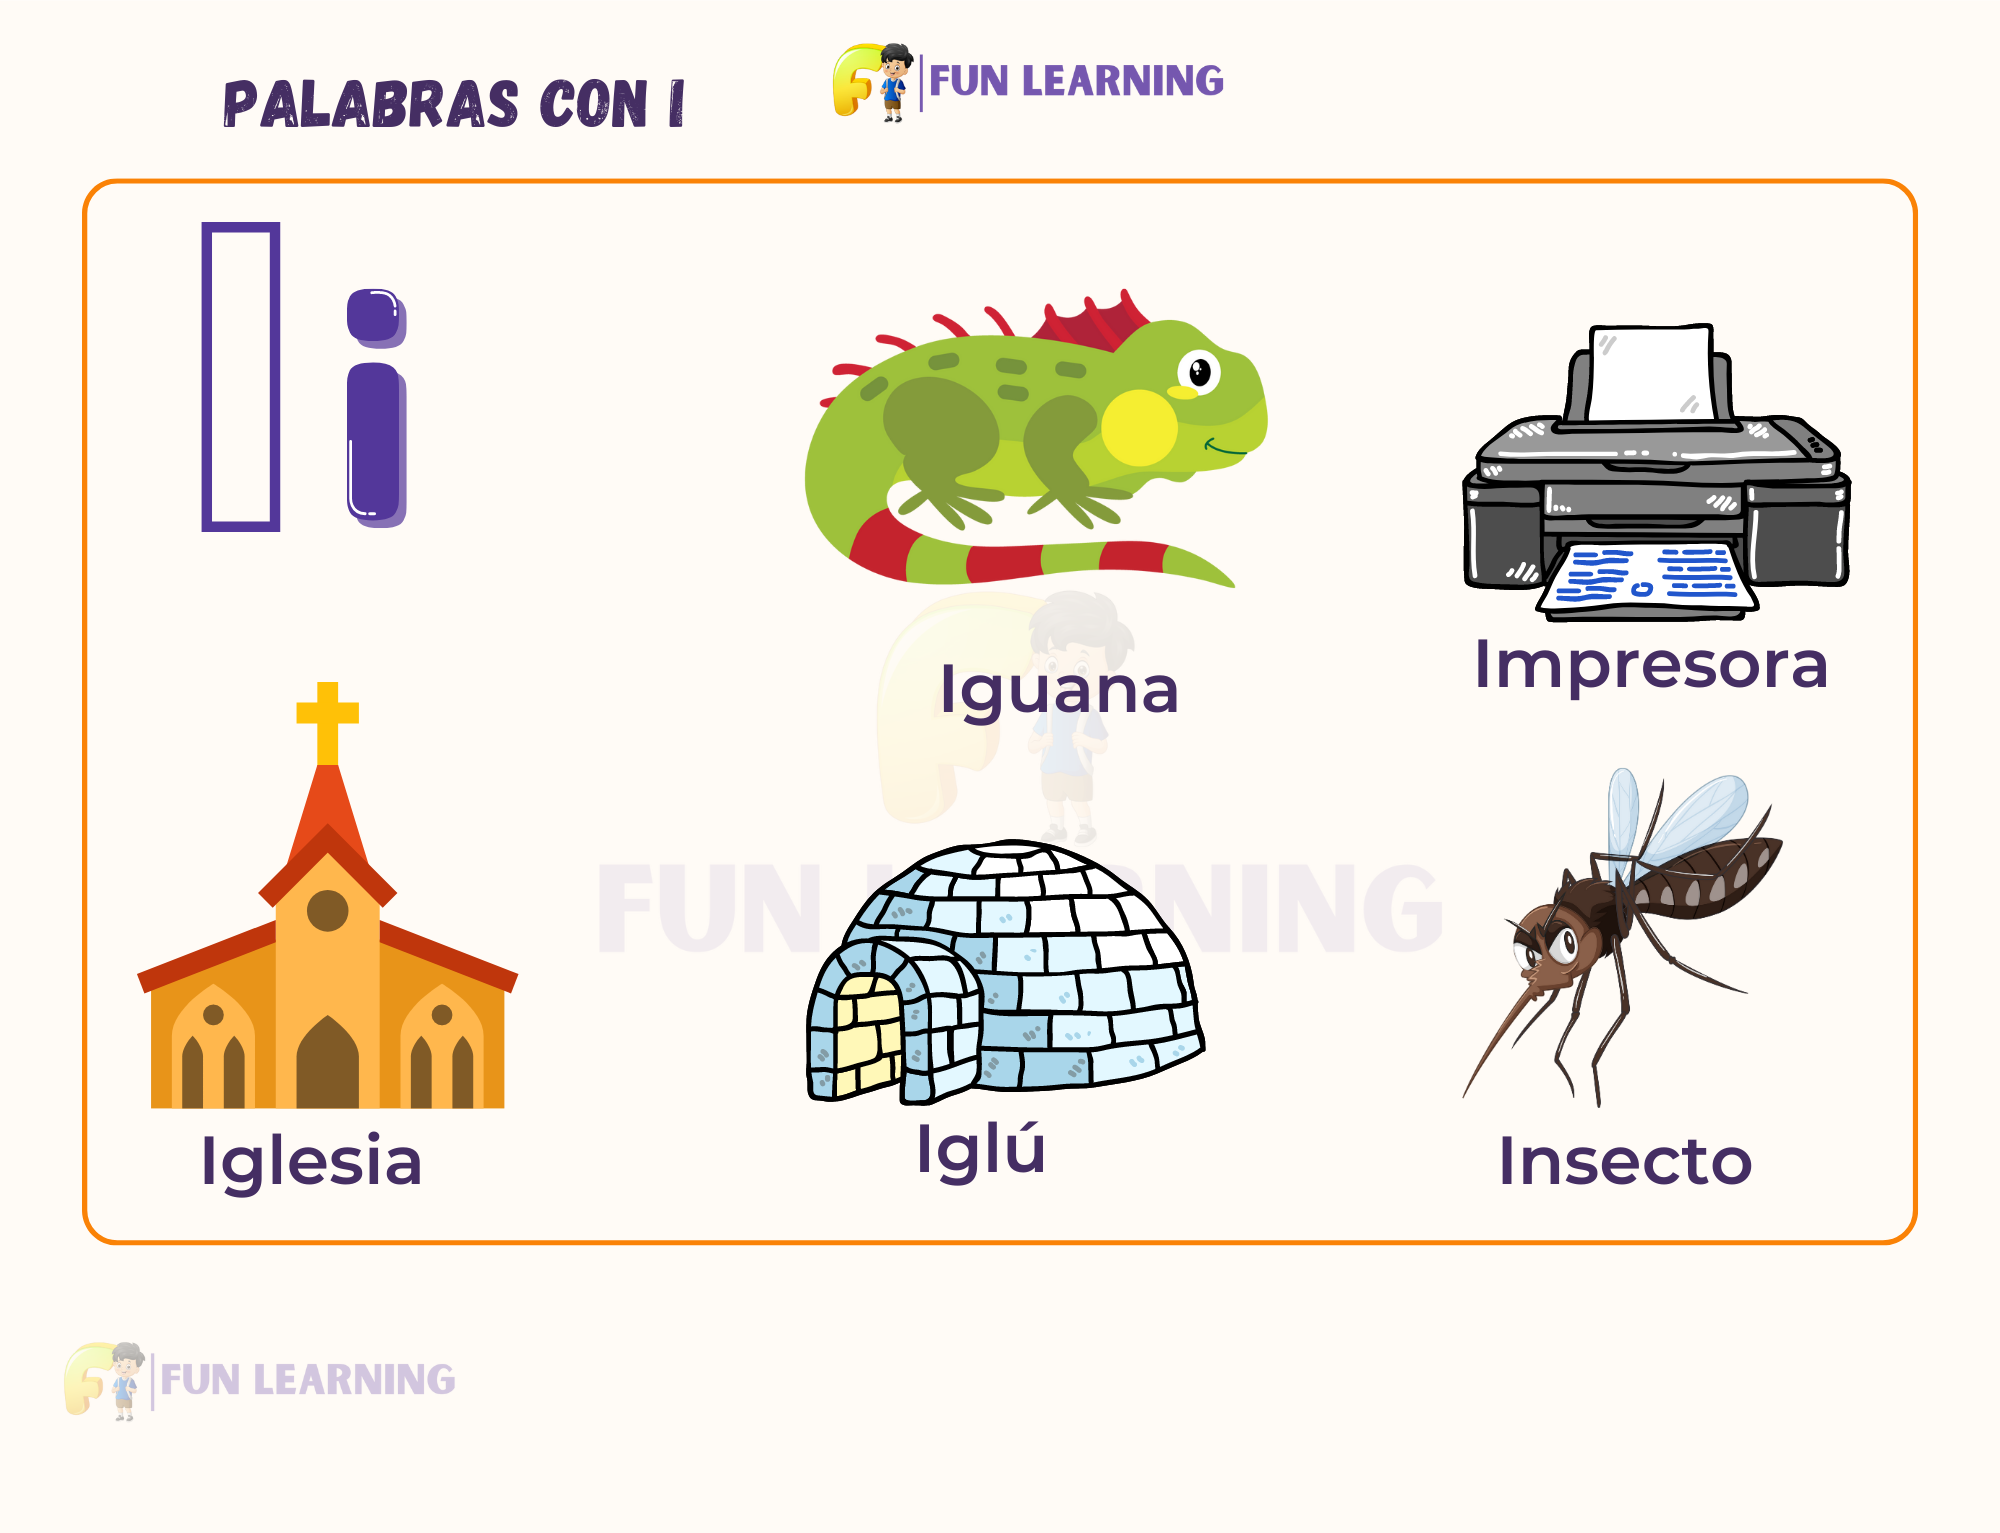 PALABRAS CON I
FUN LEARNING
I i
Iguana
Impresora
Iglesia
Iglú
Insecto
FUN LEARNING
FUN LEARNING